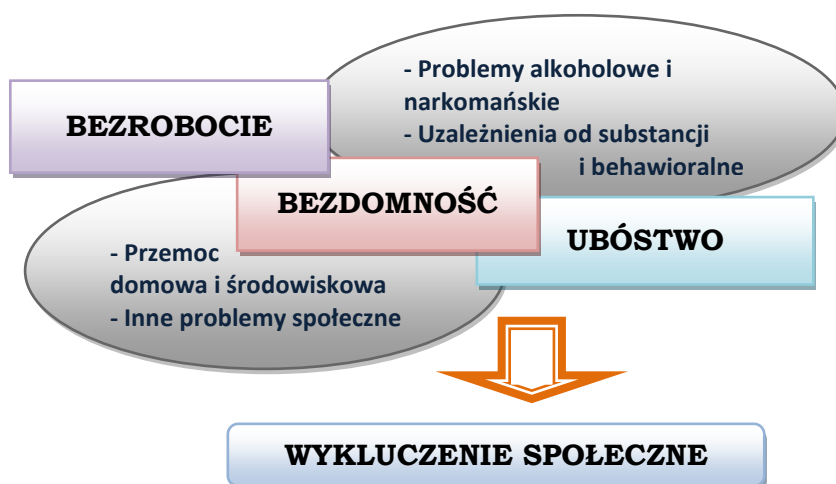 - Problemy alkoholowe i
narkomańskie
- Uzależnienia od substancji
i behawioralne
BEZROBOCIE
BEZDOMNOŚĆ
UBÓSTWO
- Przemoc
domowa i środowiskowa
- Inne problemy społeczne
WYKLUCZENIE SPOŁECZNE